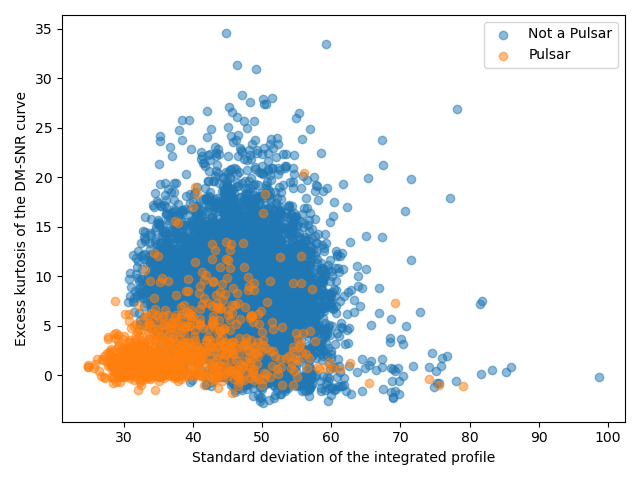 Not a Pulsar
Pulsar
35
30
25
20
15
10
5
0
Excess kurtosis of the DM-SNR curve
30 40 50 60 70 80 90 100
Standard deviation of the integrated profile